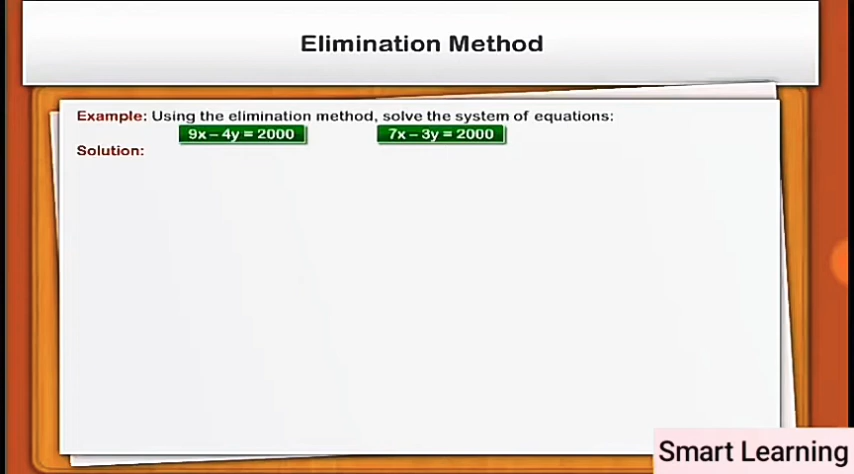 Elimination Method
Example: Using the elimination method, solve the system of equations:
9x – 4y = 2000 7x – 3y = 2000
Solution:
Smart Learning